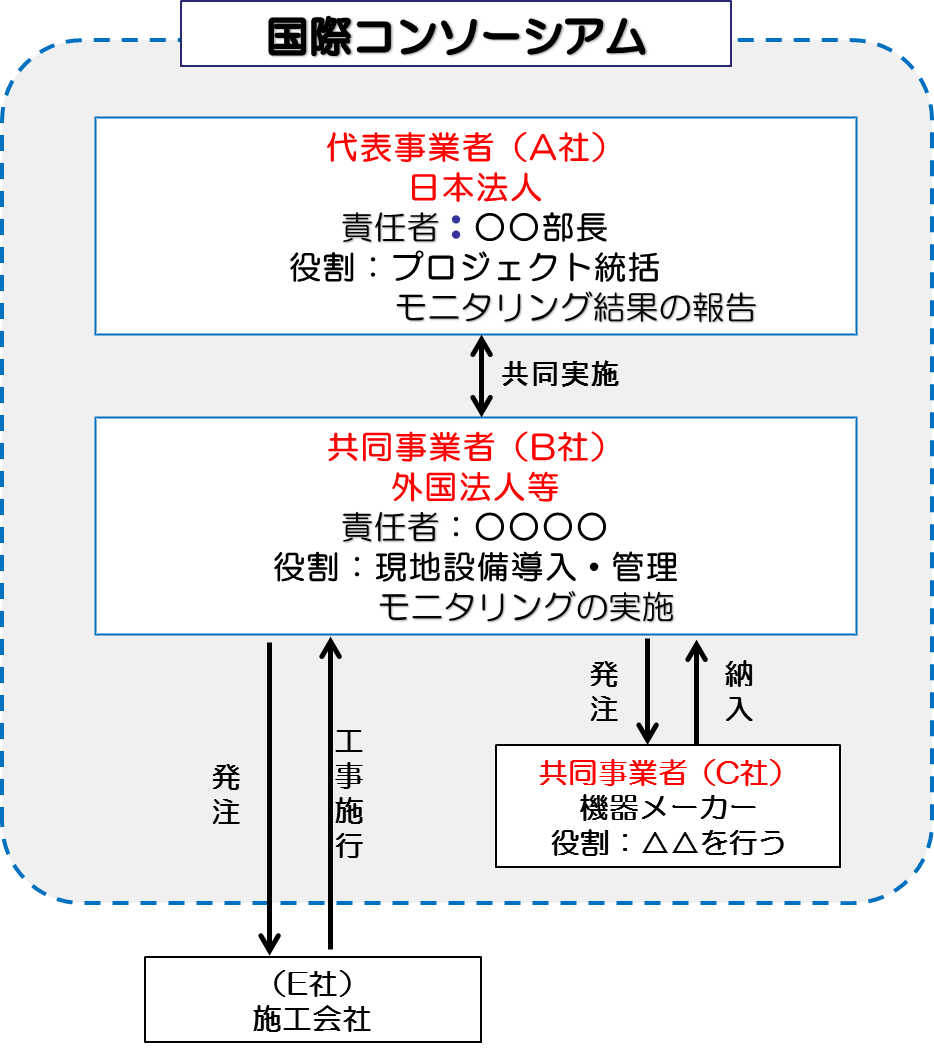 国際コンソーシアム
代表事業者（A社）
日本法人
責任者：〇〇部長
役割：プロジェクト統括
モニタリング結果の報告
共同実施
共同事業者（B社）
外国法人等
責任者：〇〇〇〇
役割：現地設備導入・管理
モニタリングの実施
発注
工事施行
発注
納入
共同事業者（C社）
機器メーカー
役割：△△を行う
（E社）
施工会社